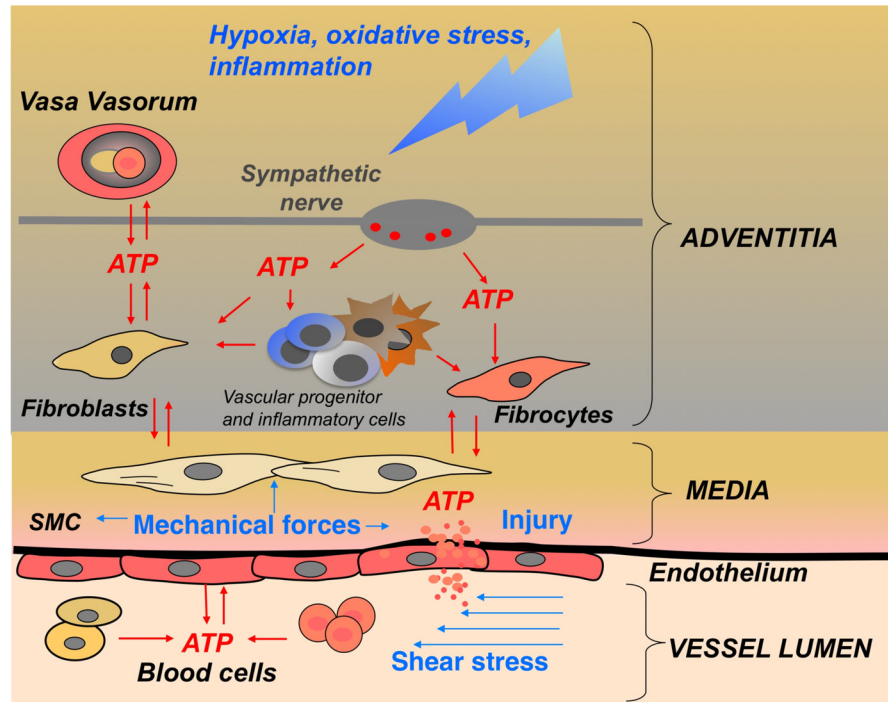 Hypoxia, oxidative stress,
inflammation
Vasa Vasorum
Sympathetic
nerve
ADVENTITIA
ATP
ATP
ATP
Fibroblasts
Vascular progenitor
and inflammatory cells
Fibrocytes
ATP
MEDIA
SMC
Mechanical forces
Injury
Endothelium
ATP
Blood cells
Shear stress
VESSEL LUMEN